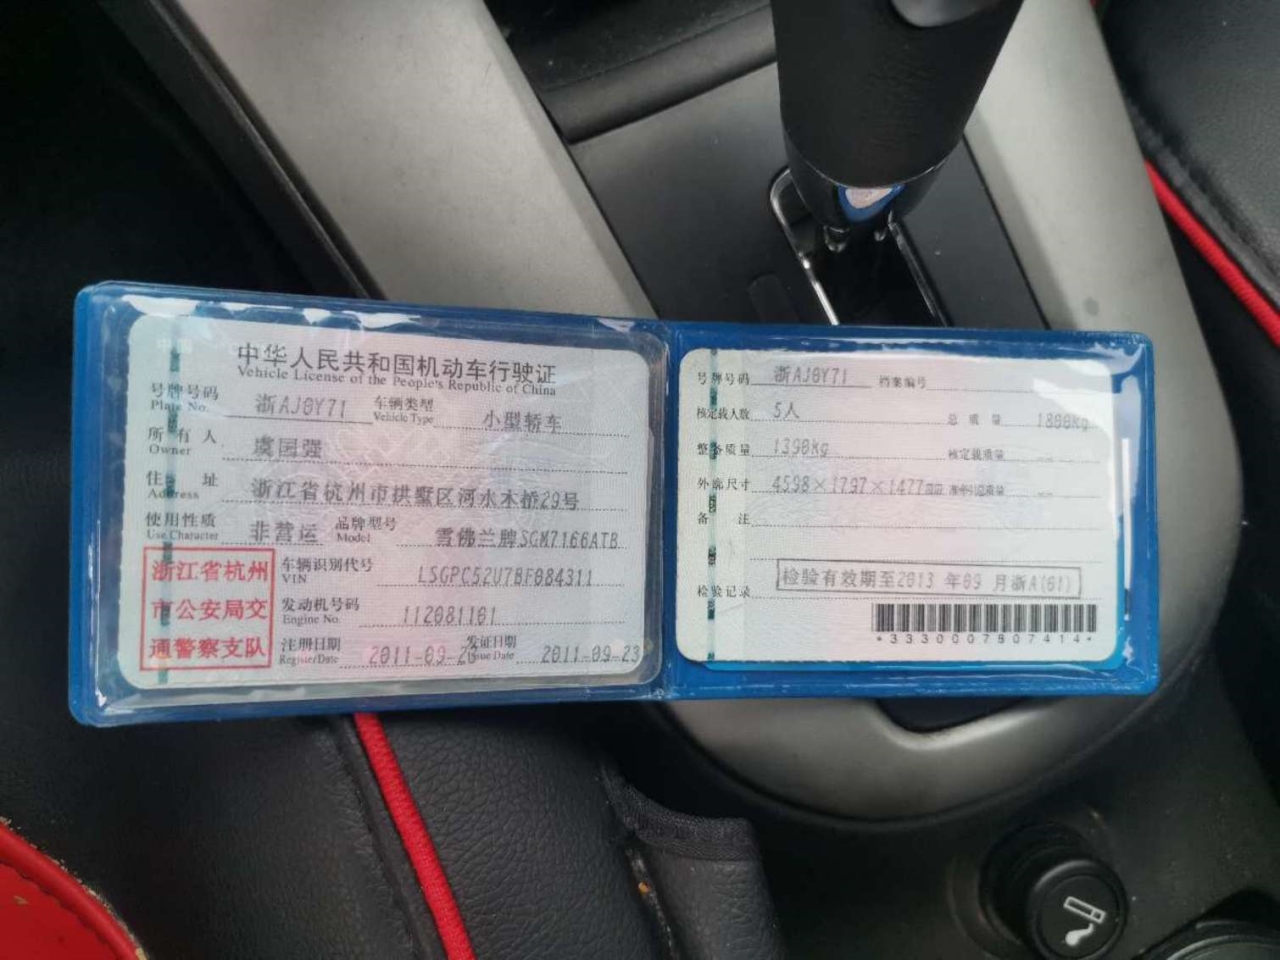 中华人民共和国机动车行驶证
Vehicle License of the People's Republic of China
号牌号码 浙AJ0Y71 车辆类型 小型轿车
Plate No. Vehicle Type
所有人 虞国强
Owner
住址 浙江省杭州市拱墅区河水木桥29号
Address
使用性质 非营运 品牌型号 雪佛兰牌SGM7166ATB
Use Character Model
浙江省杭州
市公安局交
通警察支队
车辆识别代号 LSGPC52U7BF084311
VIN
发动机号码 112081101
Engine No.
注册日期 2011-09-2 发证日期 2011-09-23
Register Date Issue Date
号牌号码 浙AJ0Y71 档案编号
核定载人数 5人 总质量 1800kg
整备质量 1390kg 核定载质量 --
外廓尺寸 4598×1797×1477mm 准牵引总质量 --
备注
检验记录 检验有效期至2013年09月浙A(01)
*3330007807414*